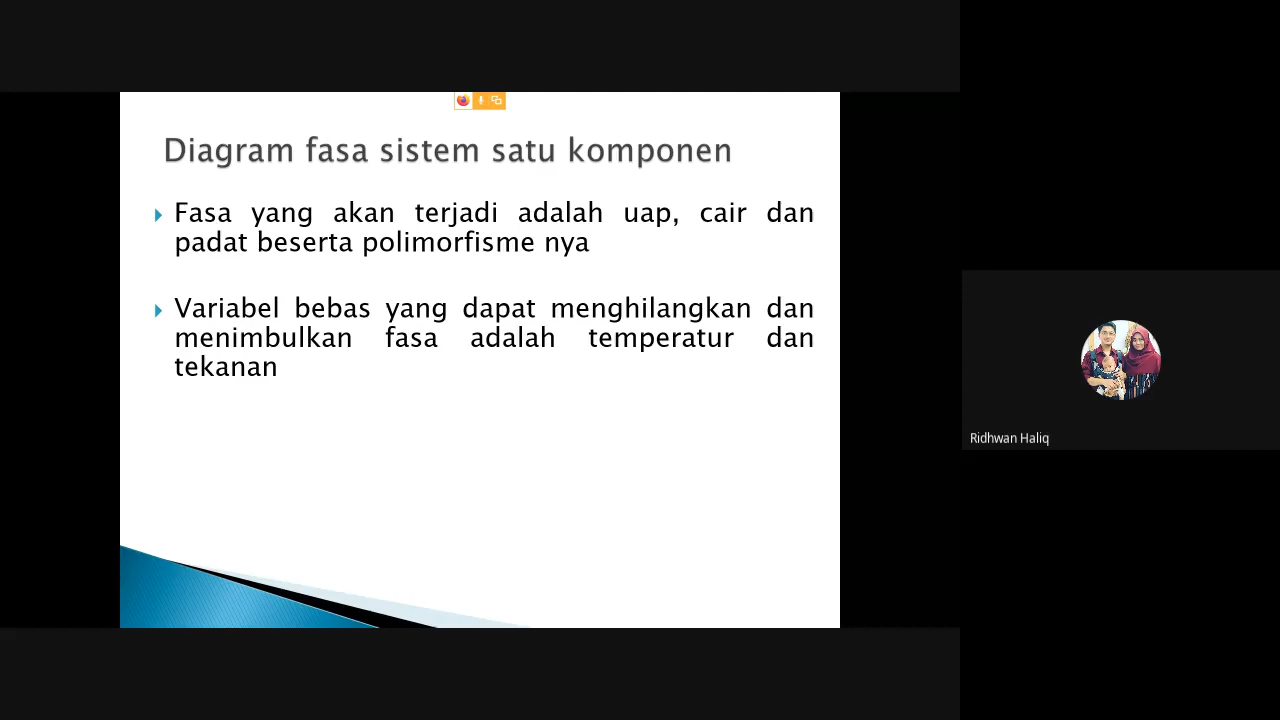 Diagram fasa sistem satu komponen
Fasa yang akan terjadi adalah uap, cair dan
padat beserta polimorfisme nya
Variabel bebas yang dapat menghilangkan dan
menimbulkan fasa adalah temperatur dan
tekanan
Ridhwan Haliq